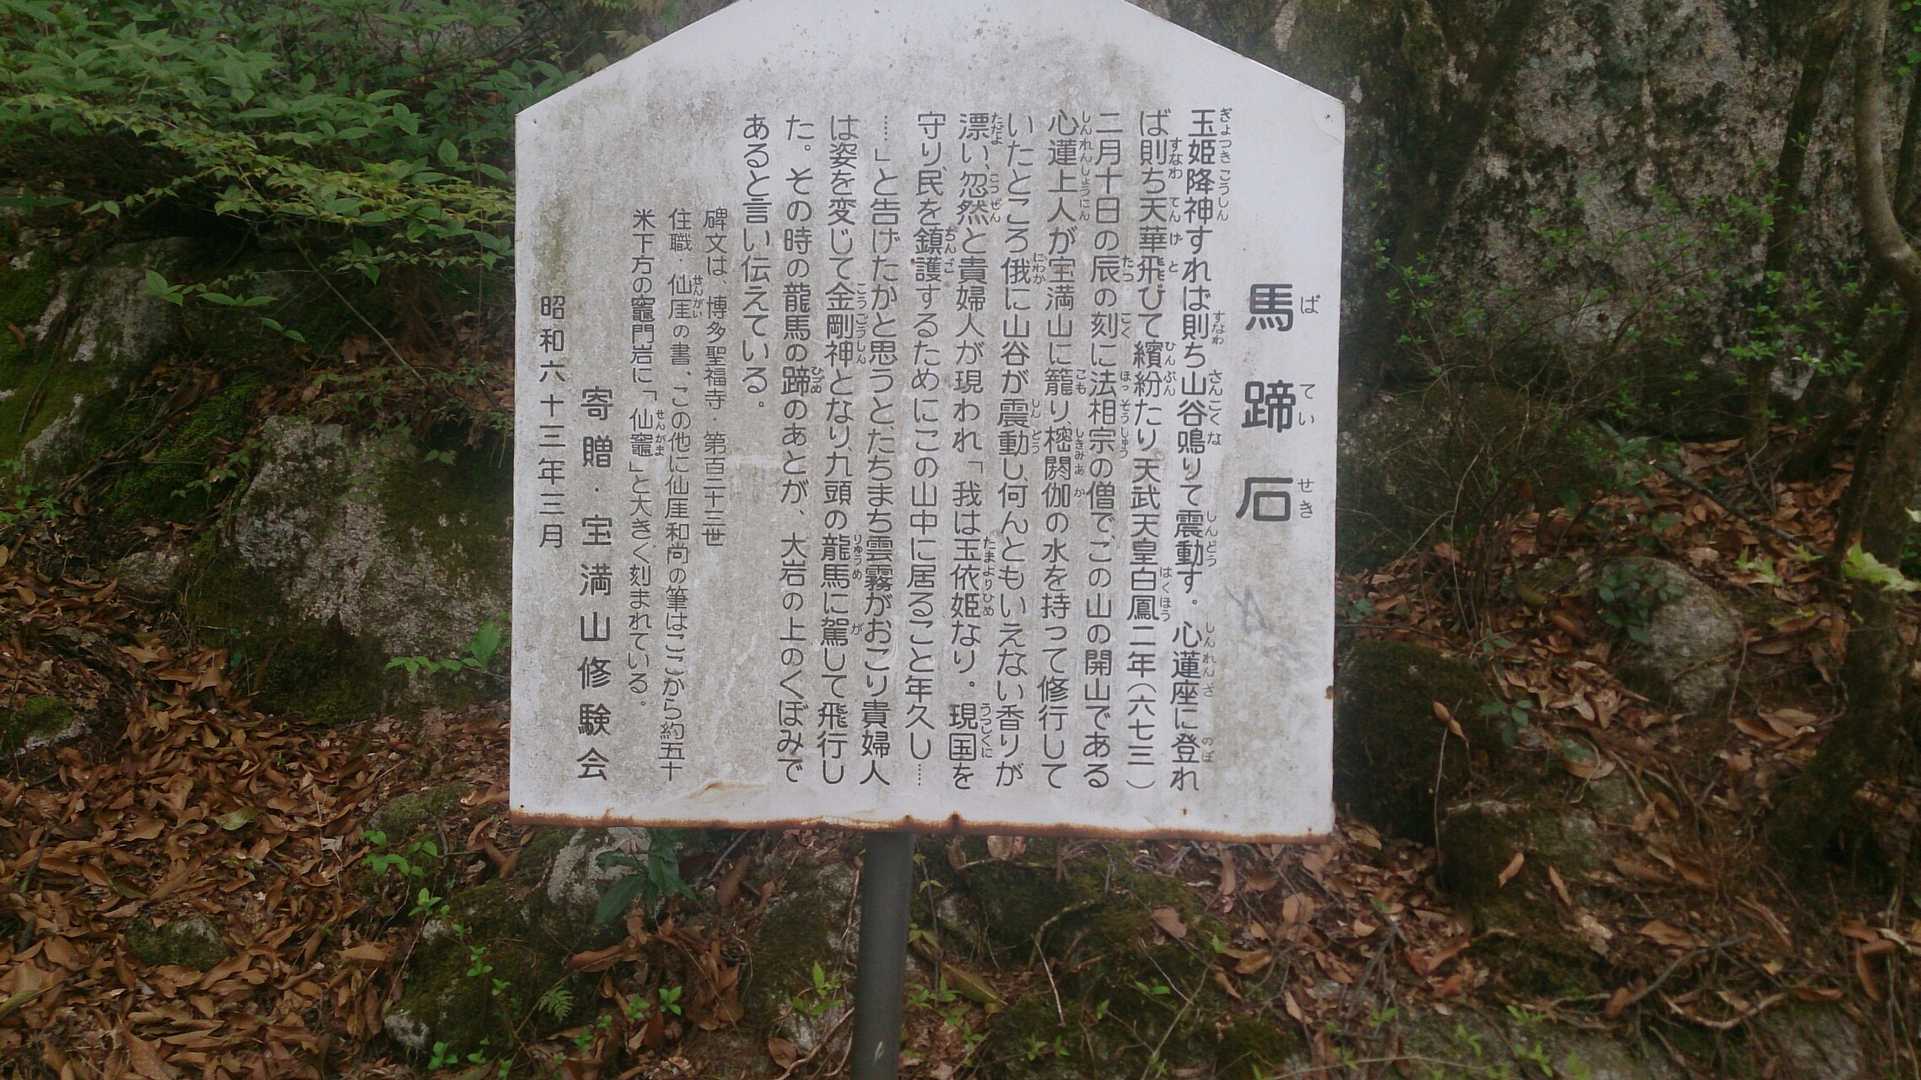 馬蹄石
玉姫降神すれば則ち山谷鳴りて震動す。心蓮座に登れ
ば則ち天華飛びて繽紛たり。天武天皇白鳳二年(六七三)
二月十日の辰の刻に法相宗の僧で、この山の開山である
心蓮上人が宝満山に籠り樒閼伽の水を持って修行して
いたところ俄に山谷が震動し、何んともいえない香りが
漂い、忽然と貴婦人が現われ「我は玉依姫なり。現国を
守り、民を鎮護するためにこの山中に居ること年久し……
……」と告げたかと思うとたちまち雲霧がおこり貴婦人
は姿を変じて金剛神となり、九頭の龍馬に駕して飛行し
た。その時の龍馬の蹄のあとが、大岩の上のくぼみで
あると言い伝えている。
碑文は、博多聖福寺・第百二十三世
住職・仙厓の書、この他に仙厓和尚の筆はここから約五十
米下方の竈門岩に「仙竈」と大きく刻まれている。
寄贈・宝満山修験会
昭和六十三年三月